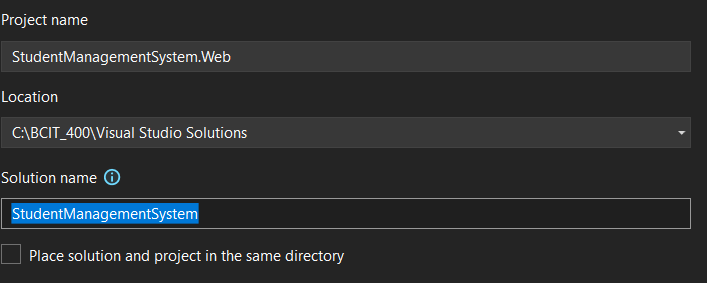 Project name
StudentManagementSystem.Web
Location
C:\BCIT_400\Visual Studio Solutions
Solution name
StudentManagementSystem
Place solution and project in the same directory